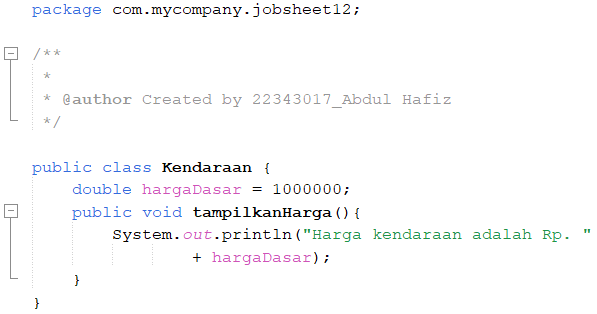 package com.mycompany.jobsheet12;
/**
*
* @author Created by 22343017_Abdul Hafiz
*/
public class Kendaraan {
double hargaDasar = 1000000;
public void tampilkanHarga(){
System.out.println("Harga kendaraan adalah Rp. "
+ hargaDasar);
}
}